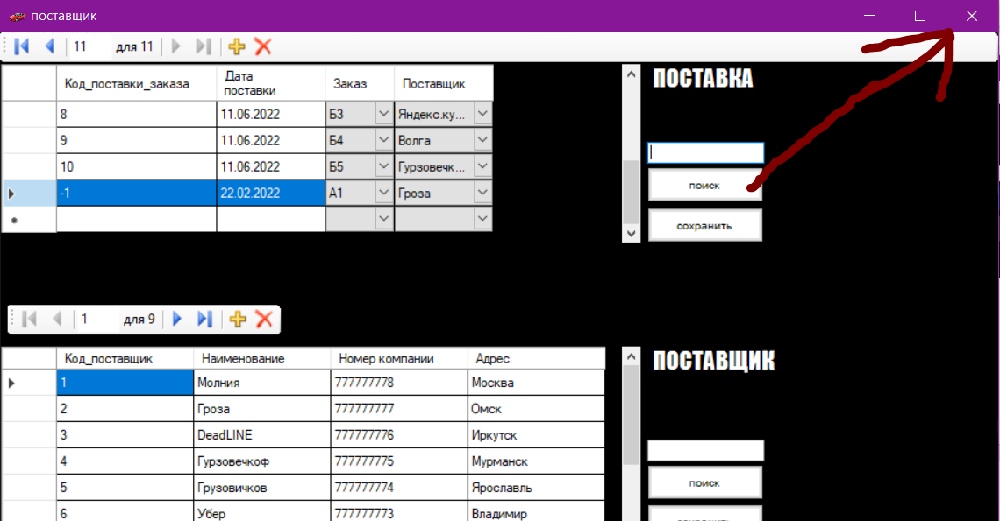 поставщик
11 для 11
Код_поставки_заказа Дата поставки Заказ Поставщик
8 11.06.2022 Б3 Яндекс.ку...
9 11.06.2022 Б4 Волга
10 11.06.2022 Б5 Гурзовечк...
-1 22.02.2022 А1 Гроза
ПОСТАВКА
поиск
сохранить
1 для 9
Код_поставщик Наименование Номер компании Адрес
1 Молния 777777778 Москва
2 Гроза 777777777 Омск
3 DeadLINE 777777776 Иркутск
4 Гурзовечкоф 777777775 Мурманск
5 Грузовичков 777777774 Ярославль
6 Убер 777777773 Владимир
ПОСТАВЩИК
поиск